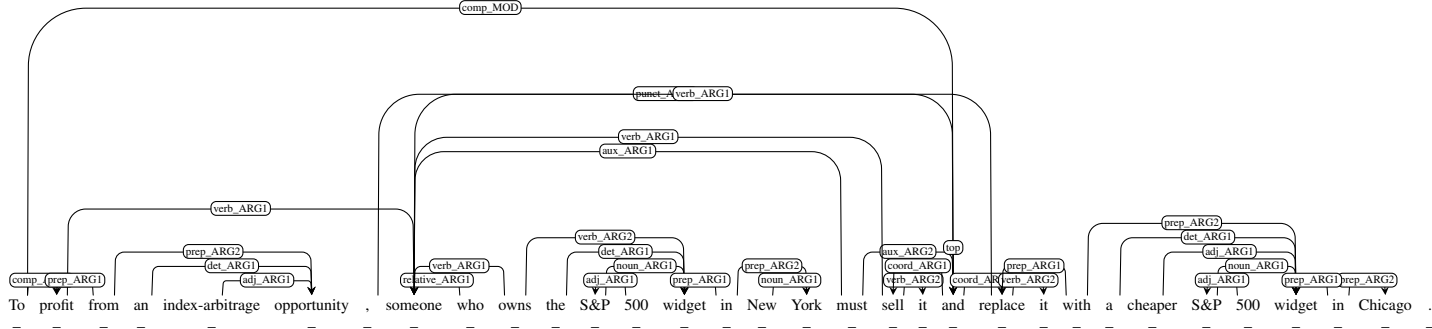 comp_MOD
verb_ARG1
verb_ARG1
aux_ARG1
verb_ARG1
prep_ARG2
verb_ARG2
prep_ARG2
det_ARG1
adj_ARG1
prep_ARG1
verb_ARG1
relative_ARG1
det_ARG1
noun_ARG1
adj_ARG1
prep_ARG1
prep_ARG2
noun_ARG1
aux_ARG2
top
coord_ARG1
verb_ARG2
prep_ARG1
verb_ARG2
det_ARG1
adj_ARG1
noun_ARG1
adj_ARG1
prep_ARG1
prep_ARG2
To profit from an index-arbitrage opportunity , someone who owns the S&P 500 widget in New York must sell it and replace it with a cheaper S&P 500 widget in Chicago .
_ _ _ _ _ _ _ _ _ _ _ _ _ _ _ _ _ _ _ _ _ _ _ _ _ _ _ _ _ _ _ _ _